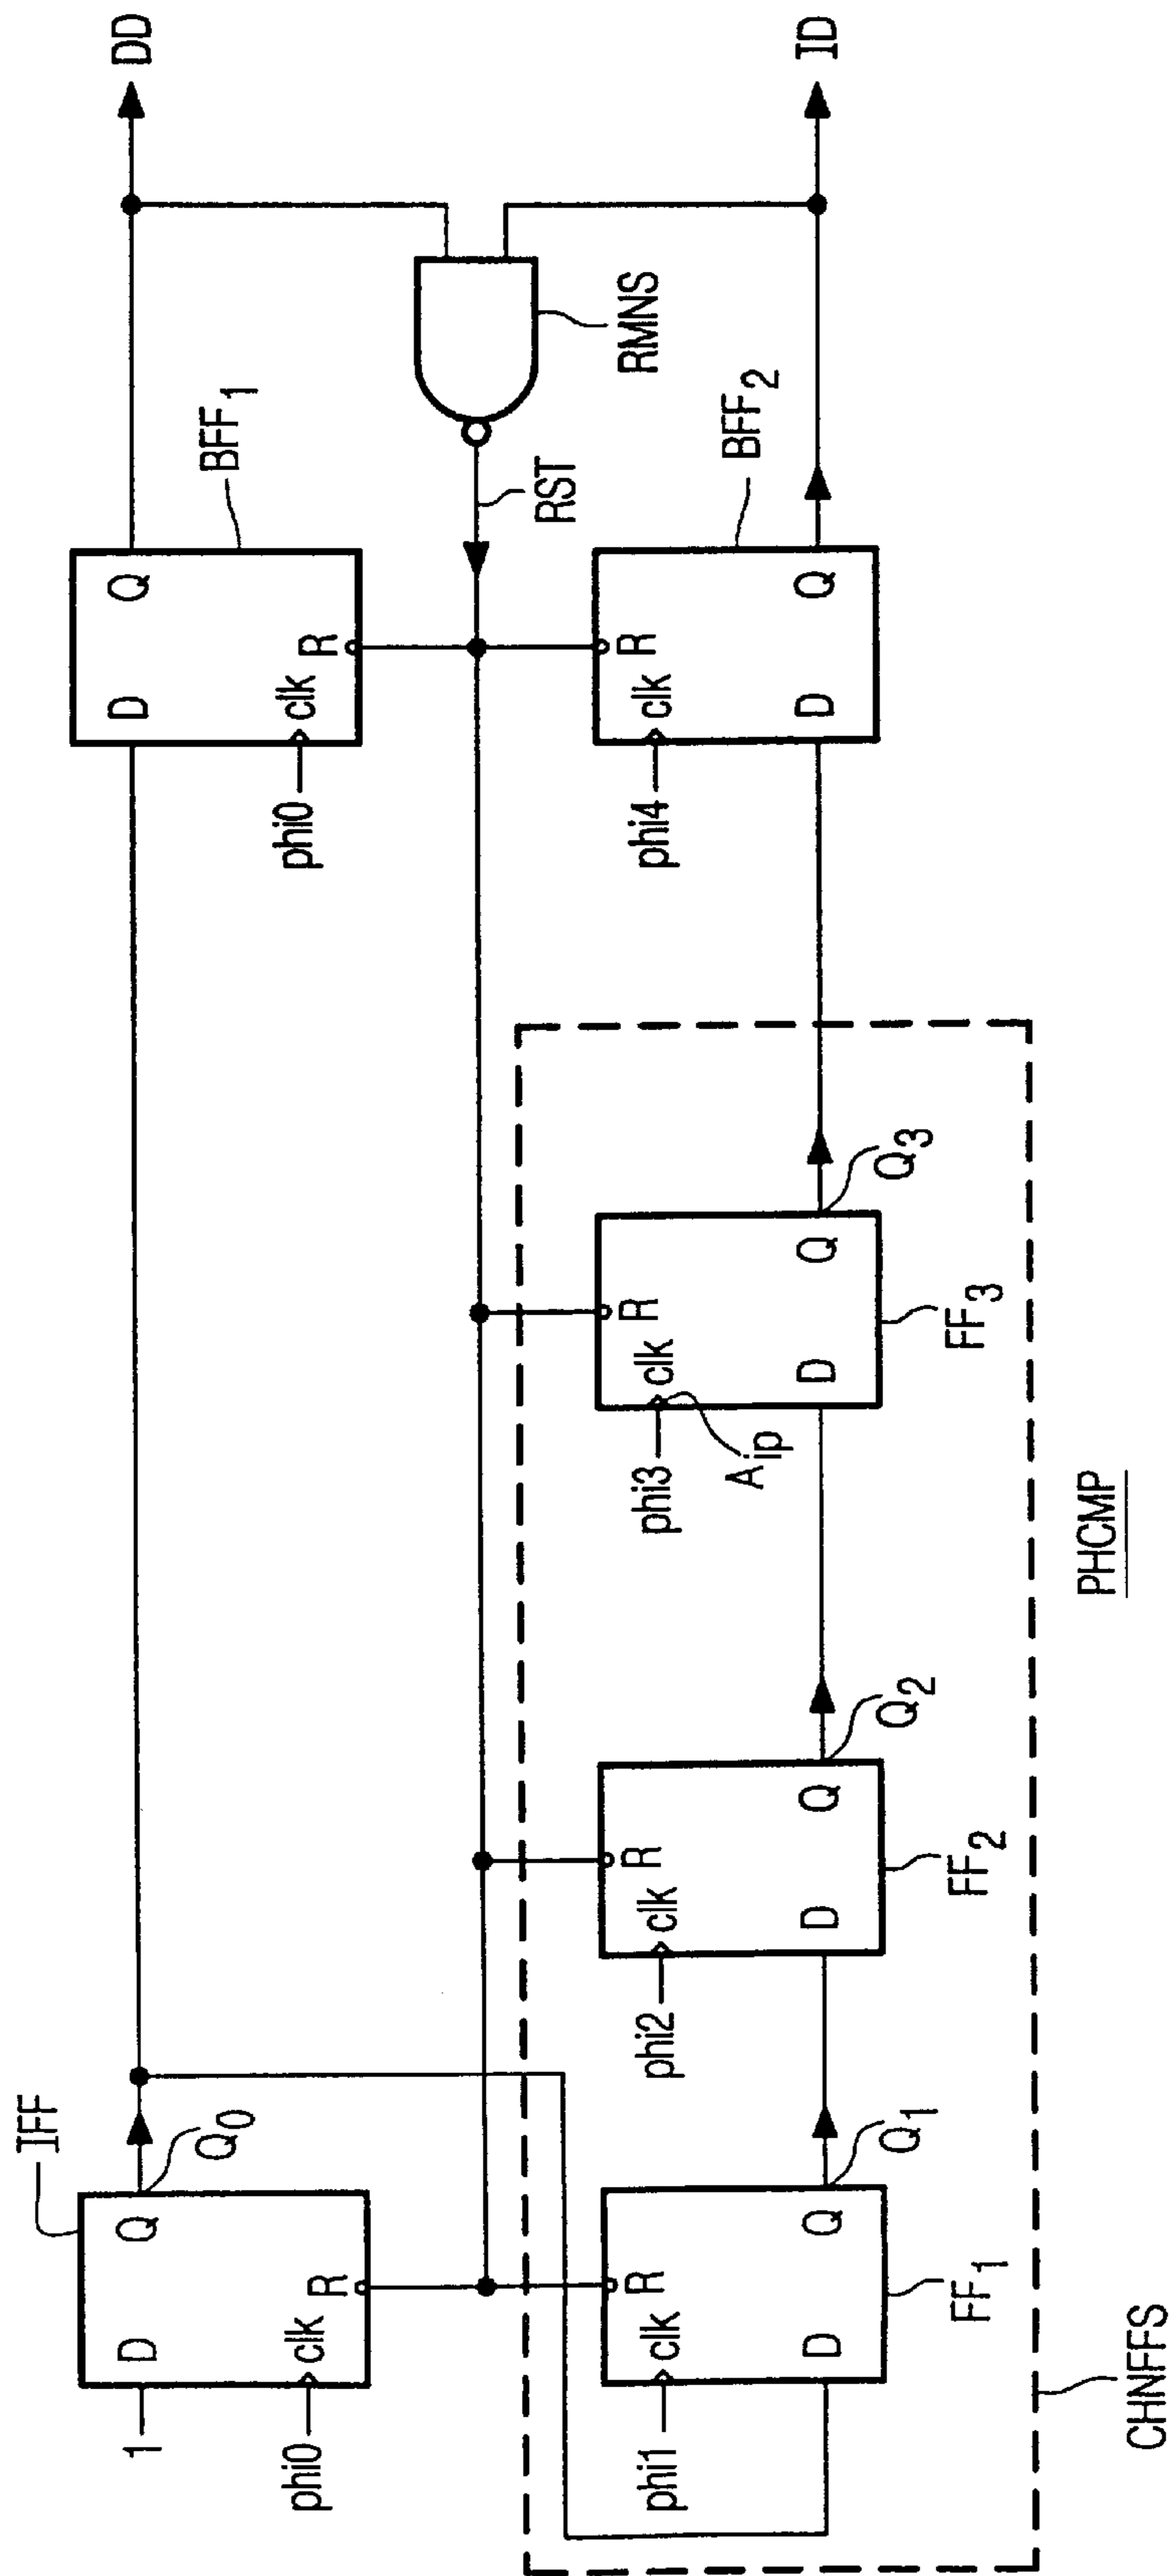 IFF
D
Q
1
phi0
clk
R
Q0
DD
D
Q
BFF1
phi0
clk
R
RST
RMNS
phi1
clk
R
D
Q
Q1
FF1
phi2
clk
R
D
Q
Q2
FF2
phi3
clk
R
Aip
D
Q
Q3
FF3
phi4
clk
R
D
Q
BFF2
ID
CHNFFS
PHCMP